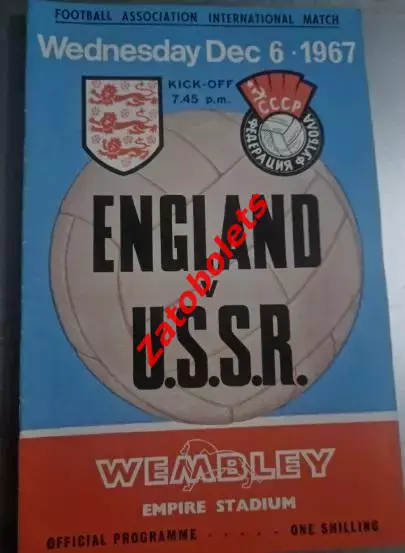 FOOTBALL ASSOCIATION INTERNATIONAL MATCH
Wednesday Dec 6 · 1967
KICK-OFF
7.45 p.m.
СССР
ФЕДЕРАЦИЯ ФУТБОЛА
ENGLAND
v
U.S.S.R.
Zatobolets
WEMBLEY
EMPIRE STADIUM
OFFICIAL PROGRAMME · · · · · ONE SHILLING